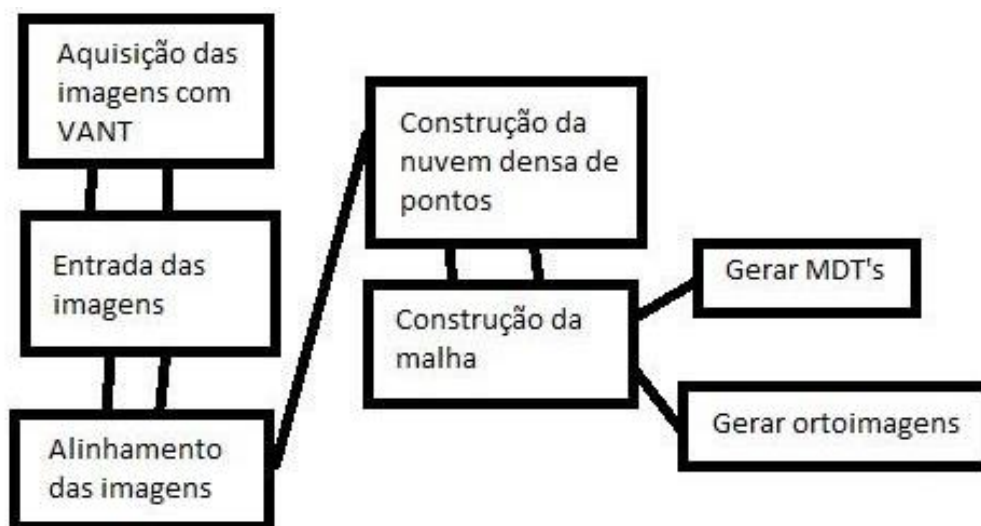 Aquisição das
imagens com
VANT
Entrada das
imagens
Alinhamento
das imagens
Construção da
nuvem densa de
pontos
Construção da
malha
Gerar MDT's
Gerar ortoimagens